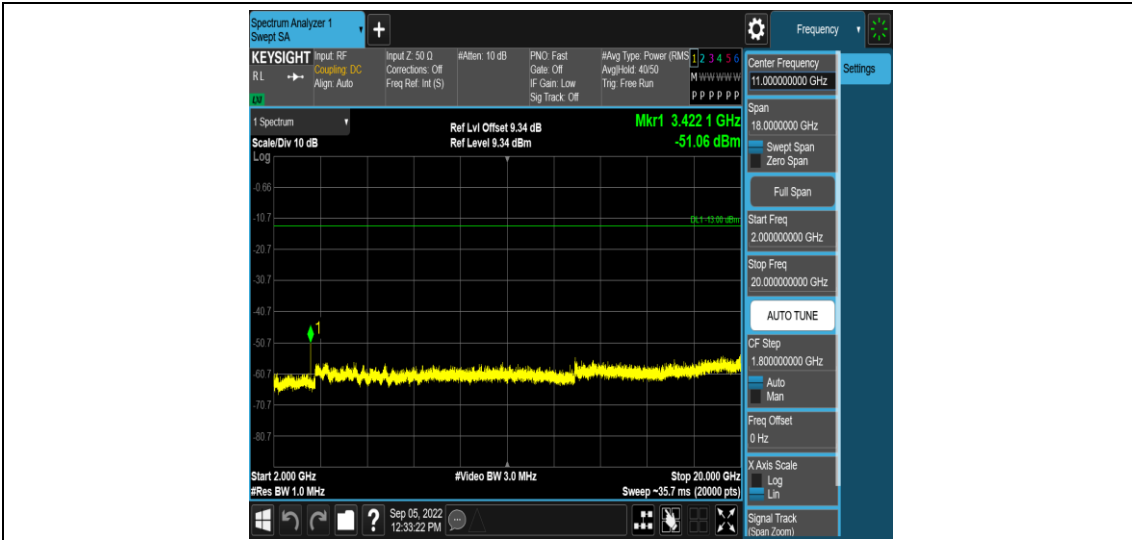 Spectrum Analyzer 1
Swept SA
+
Frequency
KEYSIGHT
RL
LXI
Input: RF
Coupling: DC
Align: Auto
Input Z: 50 Ω
Corrections: Off
Freq Ref: Int (S)
#Atten: 10 dB
PNO: Fast
Gate: Off
IF Gain: Low
Sig Track: Off
#Avg Type: Power (RMS
Avg|Hold: 40/50
Trig: Free Run
1 2 3 4 5 6
M W W W W W
P P P P P P
1 Spectrum
Scale/Div 10 dB
Log
Ref Lvl Offset 9.34 dB
Ref Level 9.34 dBm
Mkr1 3.422 1 GHz
-51.06 dBm
-0.66
-10.7
DL1 -13.00 dBm
-20.7
-30.7
-40.7
1
-50.7
-60.7
-70.7
-80.7
Start 2.000 GHz
#Res BW 1.0 MHz
#Video BW 3.0 MHz
Stop 20.000 GHz
Sweep ~35.7 ms (20000 pts)
?
Sep 05, 2022
12:33:22 PM
Center Frequency
11.000000000 GHz
Settings
Span
18.0000000 GHz
Swept Span
Zero Span
Full Span
Start Freq
2.000000000 GHz
Stop Freq
20.000000000 GHz
AUTO TUNE
CF Step
1.800000000 GHz
Auto
Man
Freq Offset
0 Hz
X Axis Scale
Log
Lin
Signal Track
(Span Zoom)